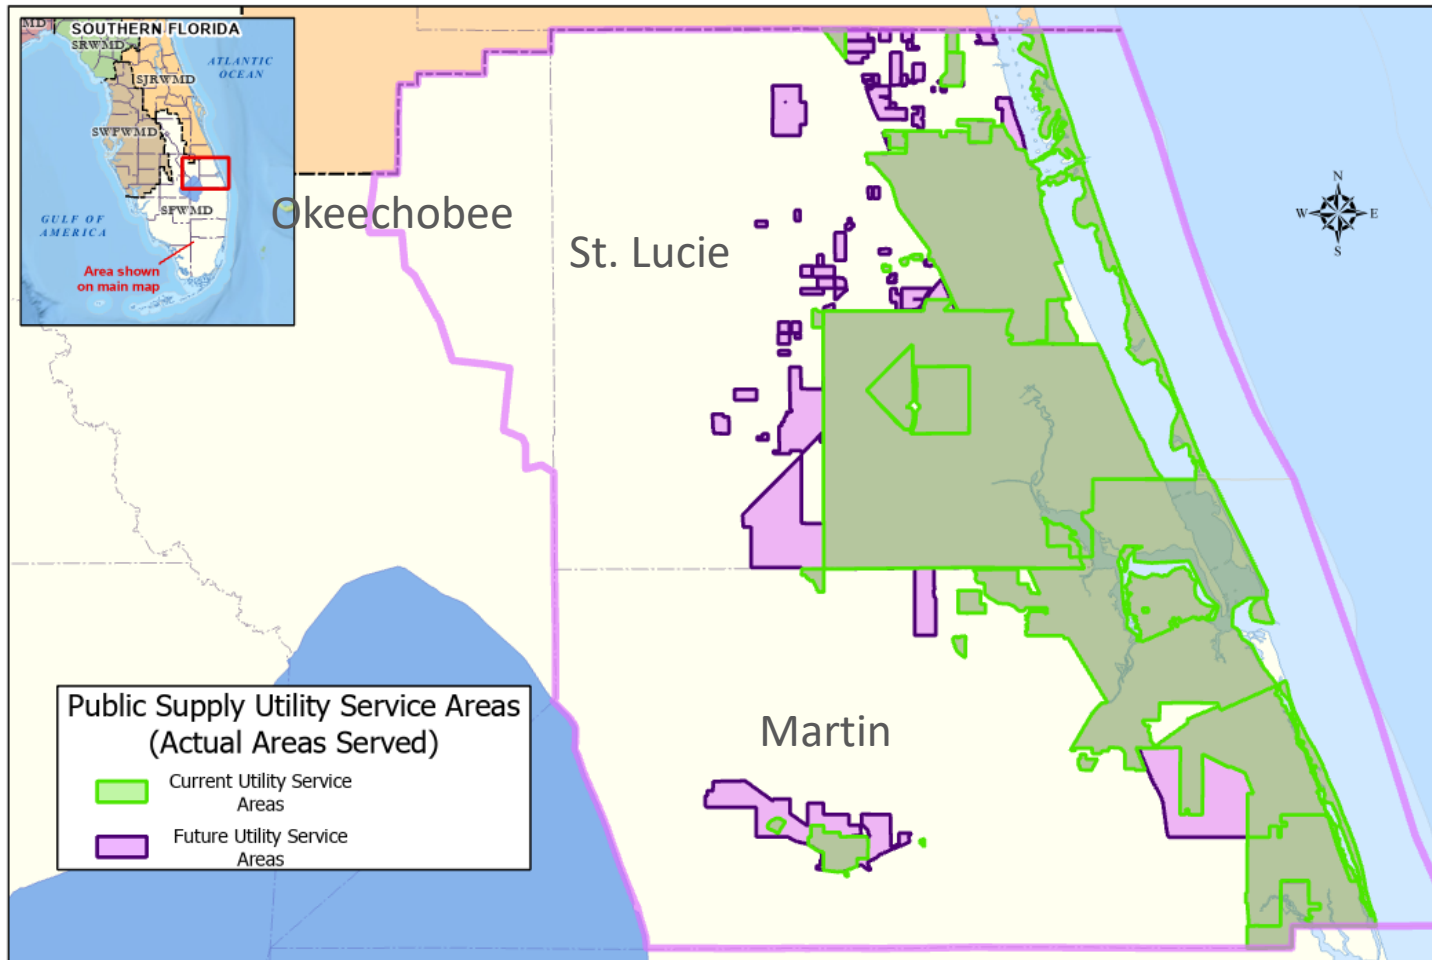 MD
SOUTHERN FLORIDA
SRWMD
ATLANTIC
OCEAN
SJRWMD
SWFWMD
SFWMD
GULF OF
AMERICA
Area shown
on main map
Okeechobee
St. Lucie
N
W
E
S
Martin
Public Supply Utility Service Areas
(Actual Areas Served)
Current Utility Service
Areas
Future Utility Service
Areas